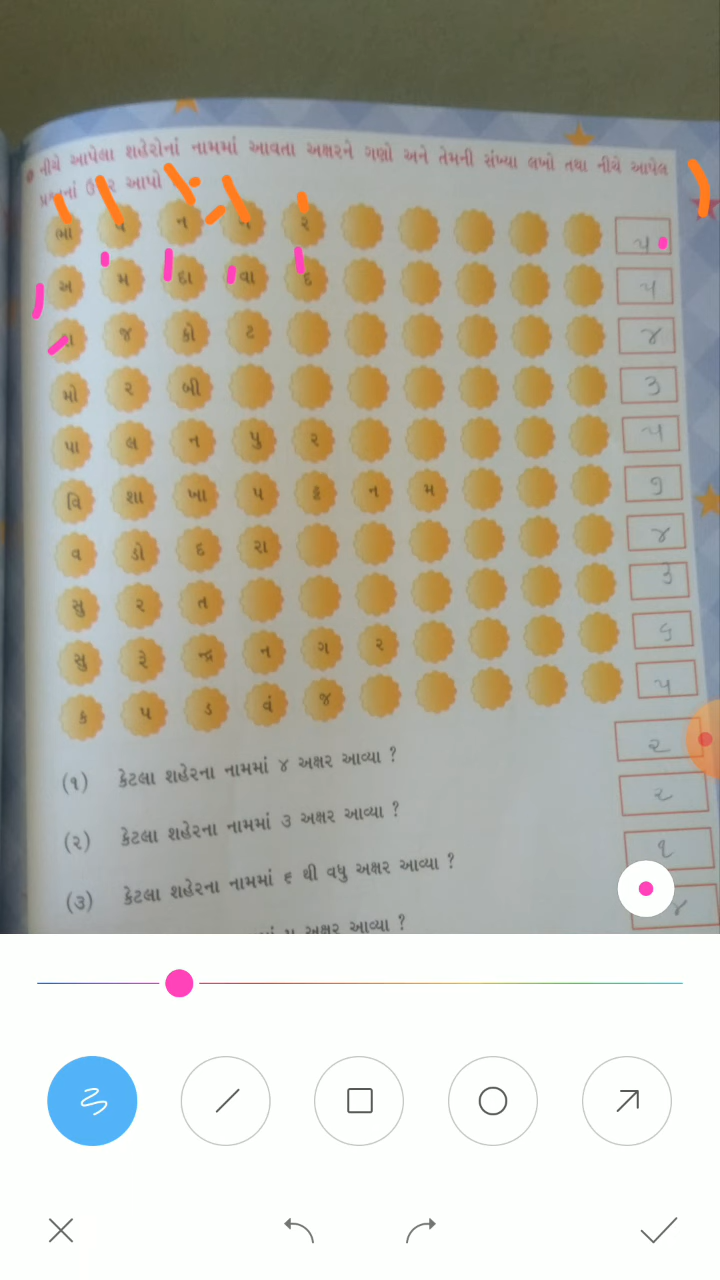 નીચે આપેલા શહેરોનાં નામમાં આવતા અક્ષરને ગણો અને તેમની સંખ્યા લખો તથા નીચે આપેલ
આપો
ભા ન ર ૫
અ મ દા વા દ ૫
જ કો ટ ૪
મો ર બી ૩
પા લ ન પુ ર ૫
વિ શા ખા પ ટ્ટ ન મ ૭
વ ડો દ રા ૪
સુ ર ત ૩
સુ રે ન્દ્ર ન ગ ર ૬
ક પ ડ વં જ ૫
(૧) કેટલા શહેરના નામમાં ૪ અક્ષર આવ્યા ? ૨
(૨) કેટલા શહેરના નામમાં ૩ અક્ષર આવ્યા ? ૨
(૩) કેટલા શહેરના નામમાં ૬ થી વધુ અક્ષર આવ્યા ? ૧
અક્ષર આવ્યા ? ૪